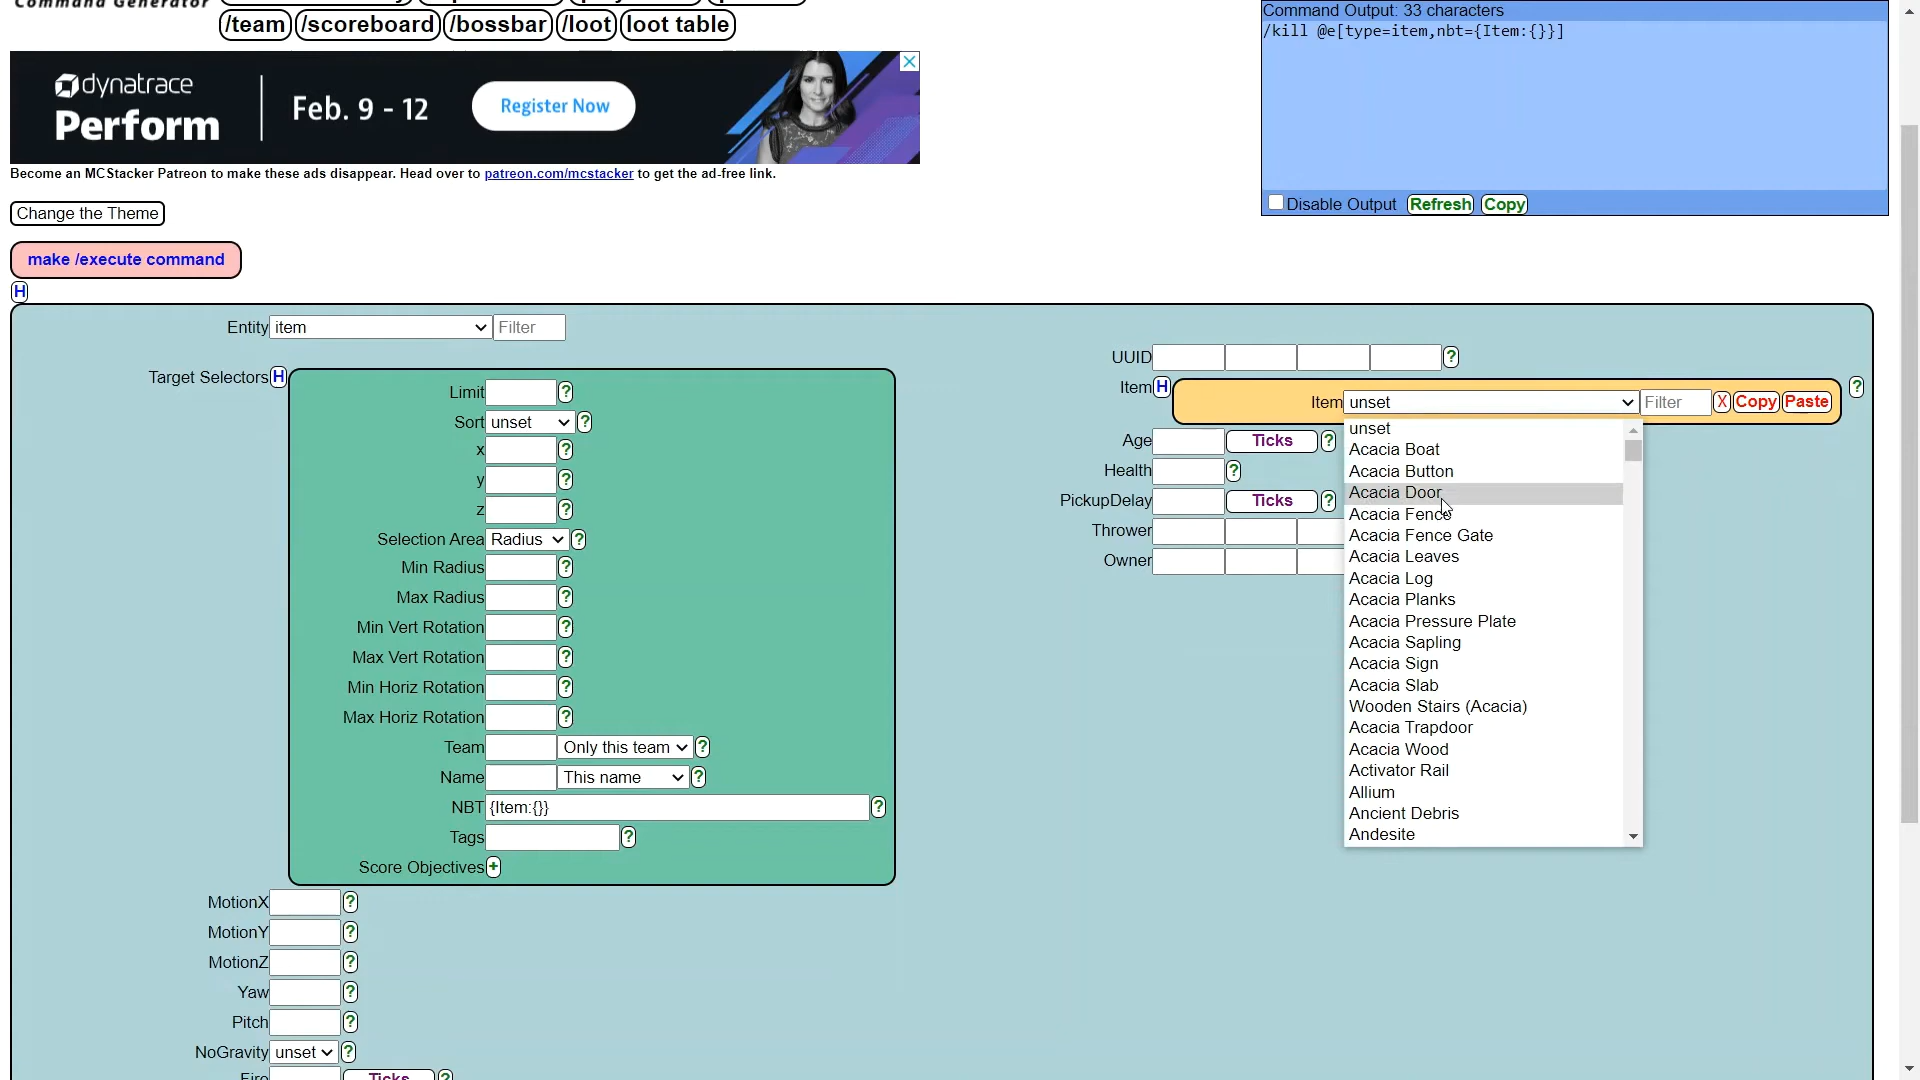 Command Generator
/team /scoreboard /bossbar /loot loot table
dynatrace
Perform
Feb. 9 - 12
Register Now
Become an MCStacker Patreon to make these ads disappear. Head over to patreon.com/mcstacker to get the ad-free link.
Change the Theme
make /execute command
H
Command Output: 33 characters
/kill @e[type=item,nbt={Item:{}}]
Disable Output Refresh Copy
Entity item Filter
Target Selectors H
Limit ?
Sort unset ?
x ?
y ?
z ?
Selection Area Radius ?
Min Radius ?
Max Radius ?
Min Vert Rotation ?
Max Vert Rotation ?
Min Horiz Rotation ?
Max Horiz Rotation ?
Team Only this team ?
Name This name ?
NBT {Item:{}} ?
Tags ?
Score Objectives +
MotionX ?
MotionY ?
MotionZ ?
Yaw ?
Pitch ?
NoGravity unset ?
Fire Ticks ?
UUID ?
Item H Item unset Filter X Copy Paste ?
Age Ticks ?
Health ?
PickupDelay Ticks ?
Thrower
Owner
unset
Acacia Boat
Acacia Button
Acacia Door
Acacia Fence
Acacia Fence Gate
Acacia Leaves
Acacia Log
Acacia Planks
Acacia Pressure Plate
Acacia Sapling
Acacia Sign
Acacia Slab
Wooden Stairs (Acacia)
Acacia Trapdoor
Acacia Wood
Activator Rail
Allium
Ancient Debris
Andesite